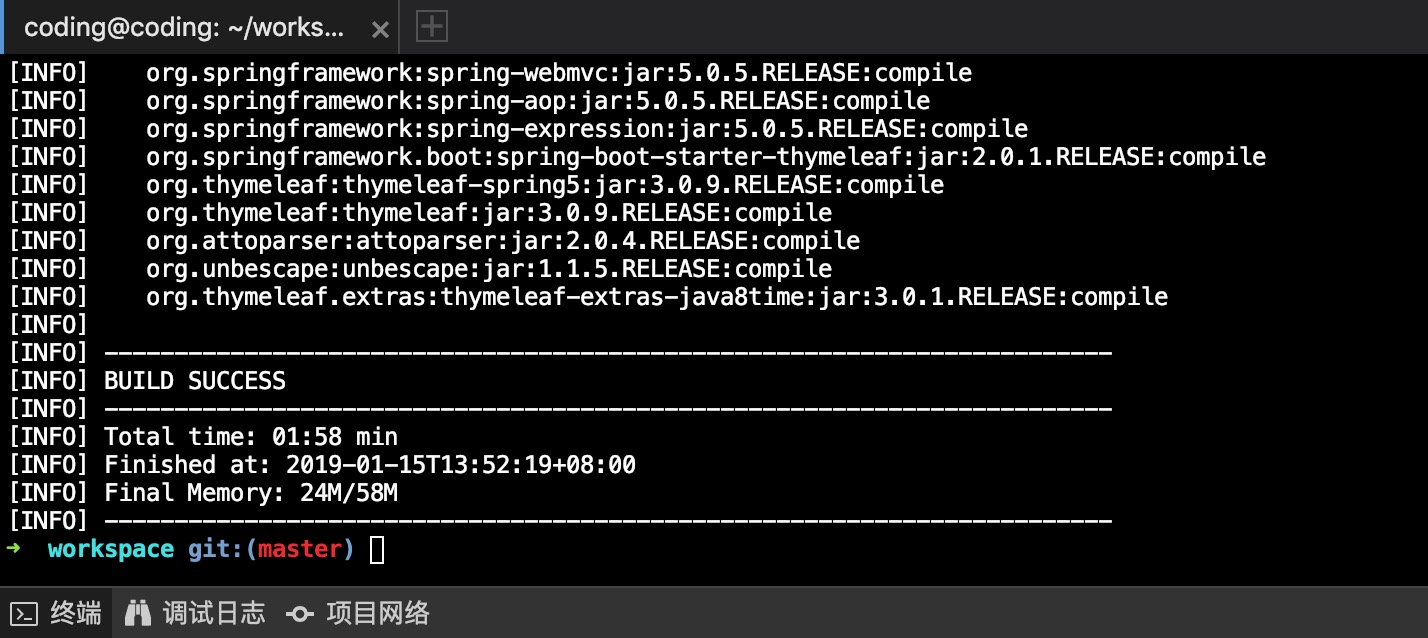 coding@coding: ~/works...
[INFO]    org.springframework:spring-webmvc:jar:5.0.5.RELEASE:compile
[INFO]    org.springframework:spring-aop:jar:5.0.5.RELEASE:compile
[INFO]    org.springframework:spring-expression:jar:5.0.5.RELEASE:compile
[INFO]    org.springframework.boot:spring-boot-starter-thymeleaf:jar:2.0.1.RELEASE:compile
[INFO]    org.thymeleaf:thymeleaf-spring5:jar:3.0.9.RELEASE:compile
[INFO]    org.thymeleaf:thymeleaf:jar:3.0.9.RELEASE:compile
[INFO]    org.attoparser:attoparser:jar:2.0.4.RELEASE:compile
[INFO]    org.unbescape:unbescape:jar:1.1.5.RELEASE:compile
[INFO]    org.thymeleaf.extras:thymeleaf-extras-java8time:jar:3.0.1.RELEASE:compile
[INFO]
[INFO] ------------------------------------------------------------------------
[INFO] BUILD SUCCESS
[INFO] ------------------------------------------------------------------------
[INFO] Total time: 01:58 min
[INFO] Finished at: 2019-01-15T13:52:19+08:00
[INFO] Final Memory: 24M/58M
[INFO] ------------------------------------------------------------------------
➜  workspace git:(master)
终端 调试日志 项目网络